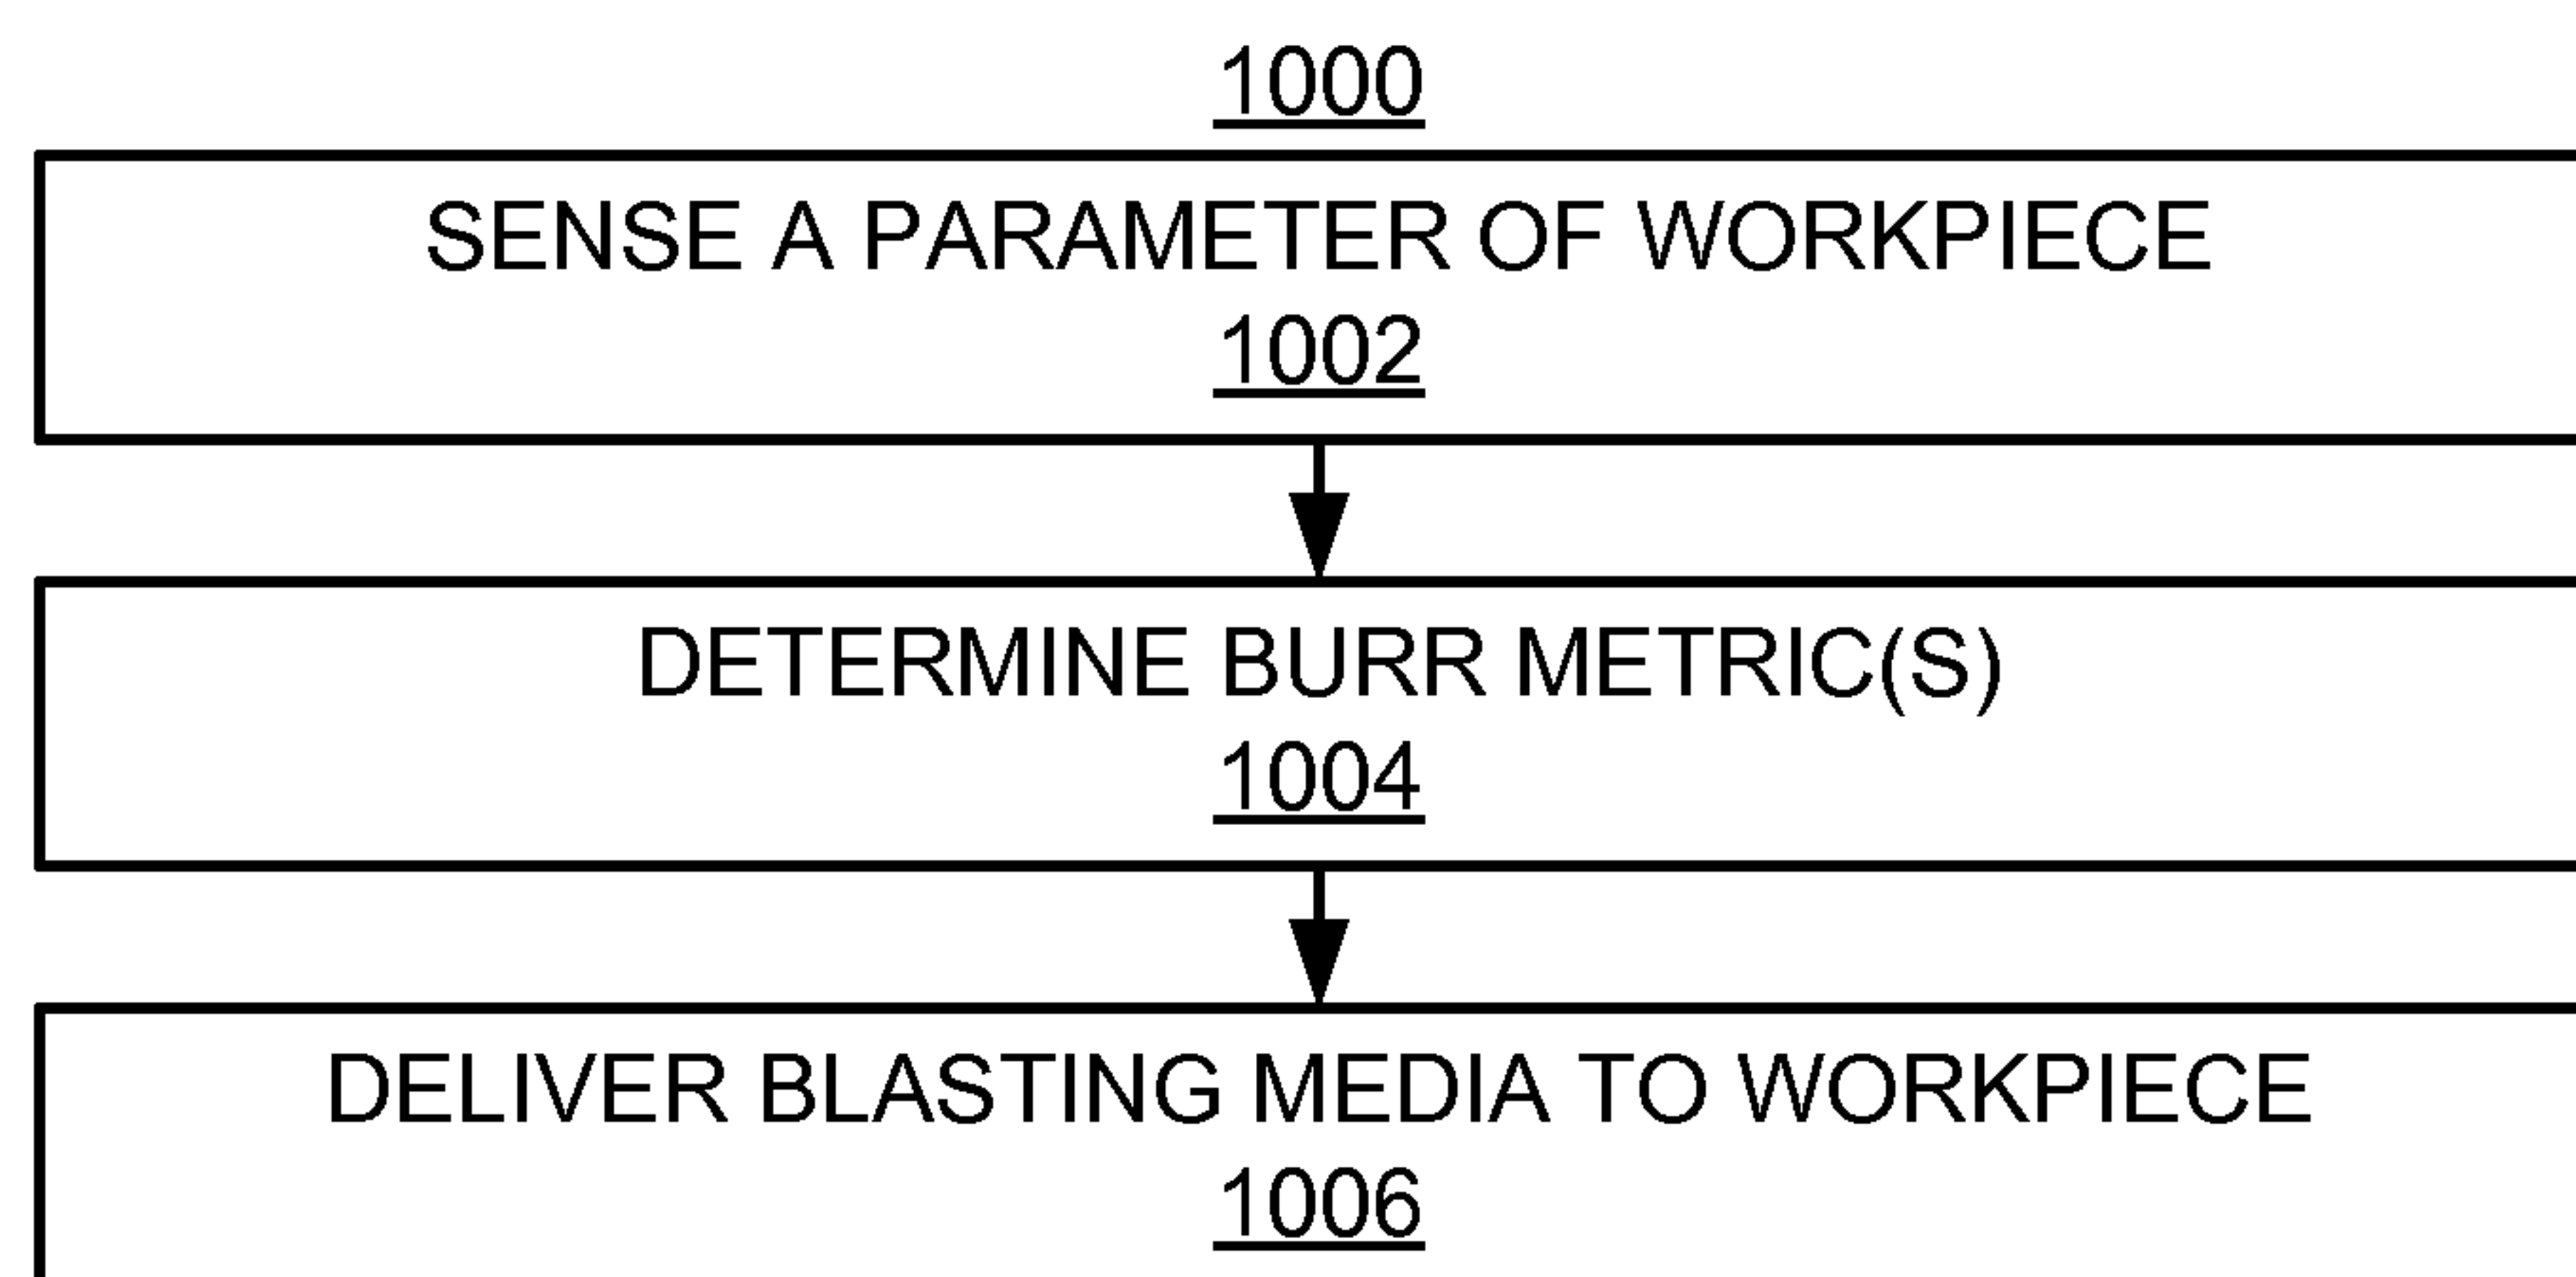 1000
SENSE A PARAMETER OF WORKPIECE
1002
DETERMINE BURR METRIC(S)
1004
DELIVER BLASTING MEDIA TO WORKPIECE
1006